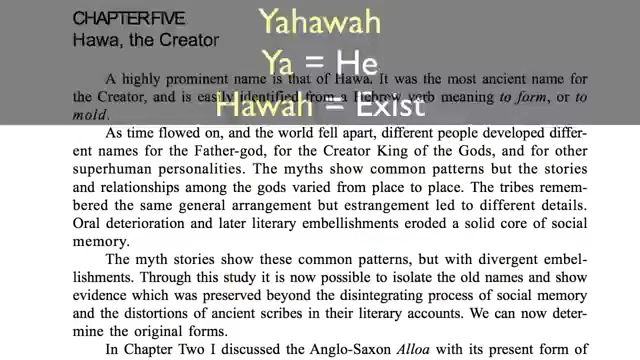 CHAPTER FIVE
Hawa, the Creator
Yahawah
Ya = He
Hawah = Exist
A highly prominent name is that of Hawa. It was the most ancient name for
the Creator, and is easily identified from a Hebrew verb meaning to form, or to
mold.
As time flowed on, and the world fell apart, different people developed differ-
ent names for the Father-god, for the Creator King of the Gods, and for other
superhuman personalities. The myths show common patterns but the stories
and relationships among the gods varied from place to place. The tribes remem-
bered the same general arrangement but estrangement led to different details.
Oral deterioration and later literary embellishments eroded a solid core of social
memory.
The myth stories show these common patterns, but with divergent embel-
lishments. Through this study it is now possible to isolate the old names and show
evidence which was preserved beyond the disintegrating process of social memory
and the distortions of ancient scribes in their literary accounts. We can now deter-
mine the original forms.
In Chapter Two I discussed the Anglo-Saxon Alloa with its present form of